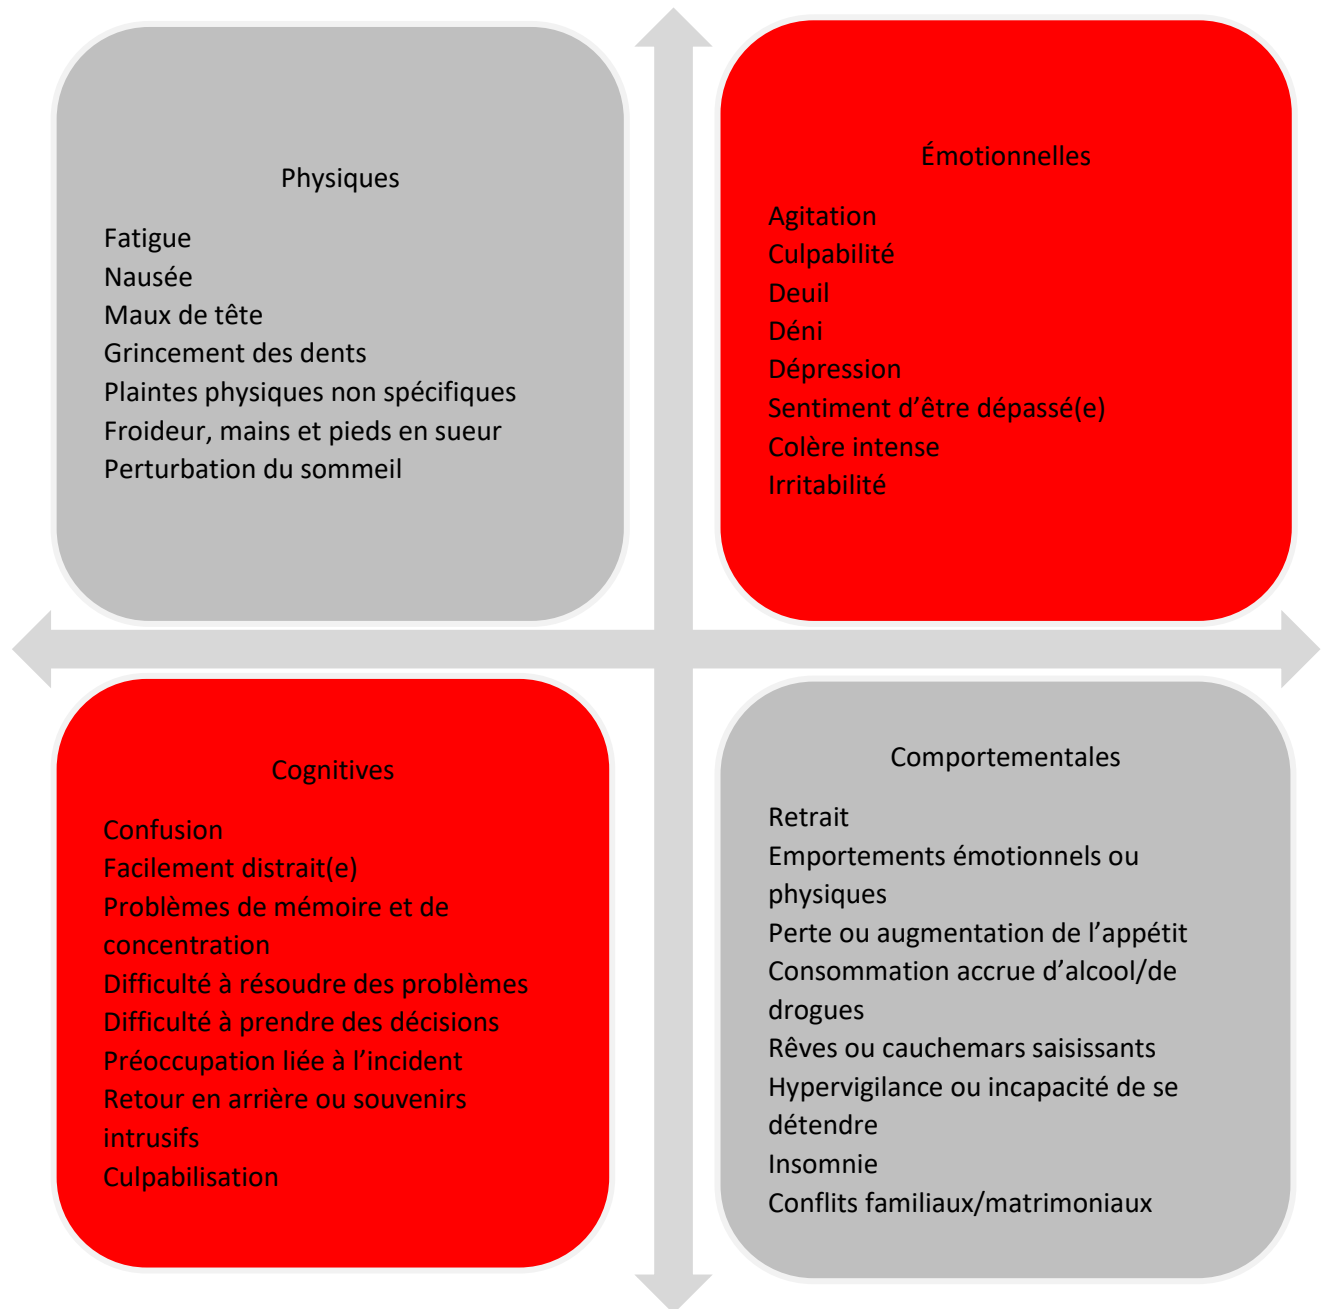 Physiques
Fatigue
Nausée
Maux de tête
Grincement des dents
Plaintes physiques non spécifiques
Froideur, mains et pieds en sueur
Perturbation du sommeil
Émotionnelles
Agitation
Culpabilité
Deuil
Déni
Dépression
Sentiment d’être dépassé(e)
Colère intense
Irritabilité
Cognitives
Confusion
Facilement distrait(e)
Problèmes de mémoire et de
concentration
Difficulté à résoudre des problèmes
Difficulté à prendre des décisions
Préoccupation liée à l’incident
Retour en arrière ou souvenirs
intrusifs
Culpabilisation
Comportementales
Retrait
Emportements émotionnels ou
physiques
Perte ou augmentation de l’appétit
Consommation accrue d’alcool/de
drogues
Rêves ou cauchemars saisissants
Hypervigilance ou incapacité de se
détendre
Insomnie
Conflits familiaux/matrimoniaux